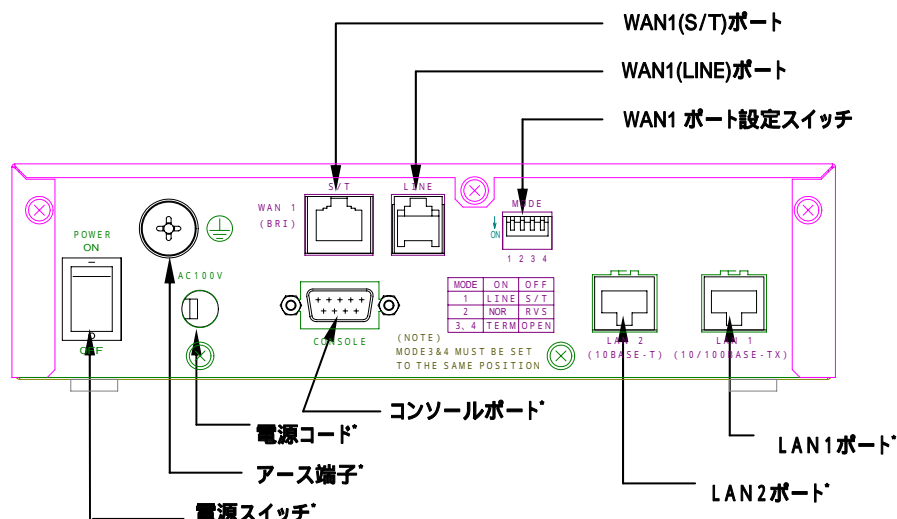 WAN1(S/T)ポート
WAN1(LINE)ポート
WAN1 ポート設定スイッチ
S/T
LINE
WAN 1
(BRI)
MODE
↓
ON
1 2 3 4
POWER
ON
OFF
AC100V
CONSOLE
MODE ON OFF
1 LINE S/T
2 NOR RVS
3, 4 TERM OPEN
(NOTE)
MODE3&4 MUST BE SET
TO THE SAME POSITION
LAN 2
(10BASE-T)
LAN 1
(10/100BASE-TX)
コンソールポート*
電源コード*
アース端子*
電源スイッチ*
LAN1ポート*
LAN2ポート*